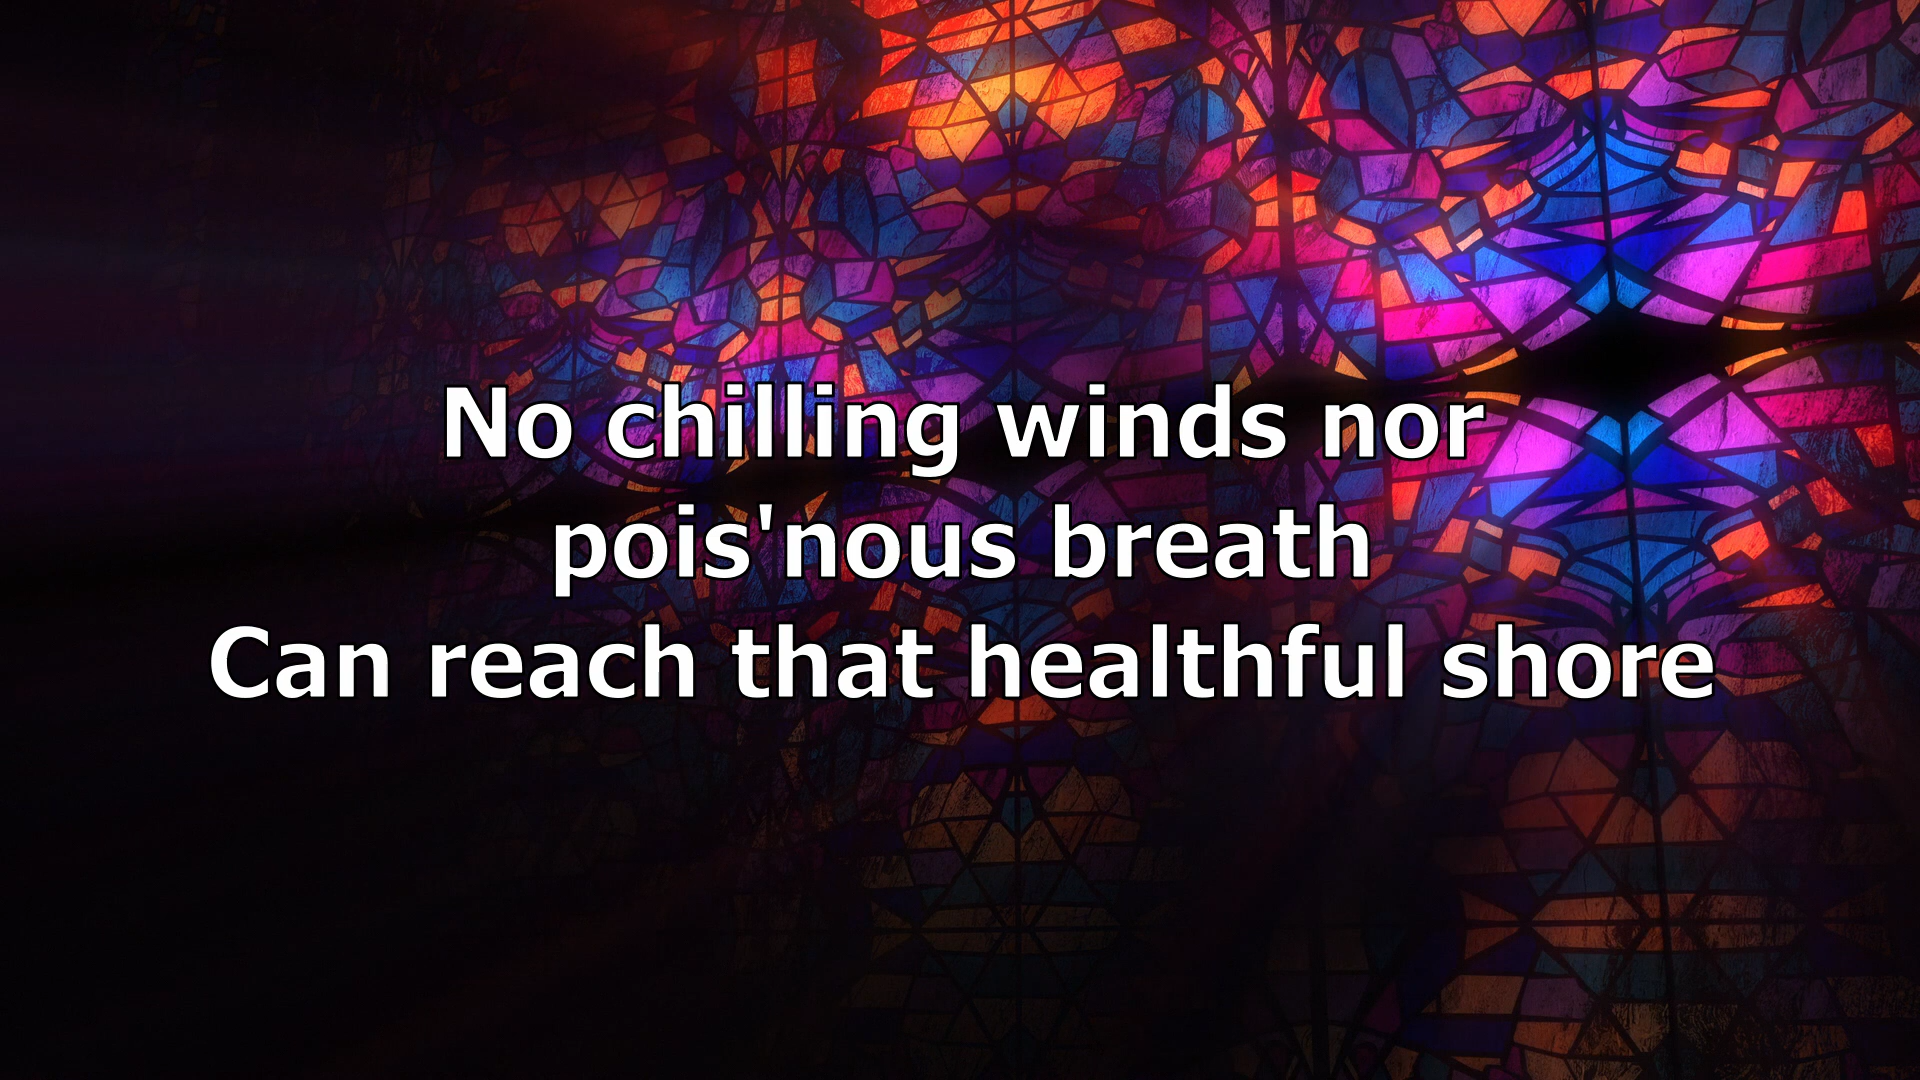 No chilling winds nor
pois'nous breath
Can reach that healthful shore